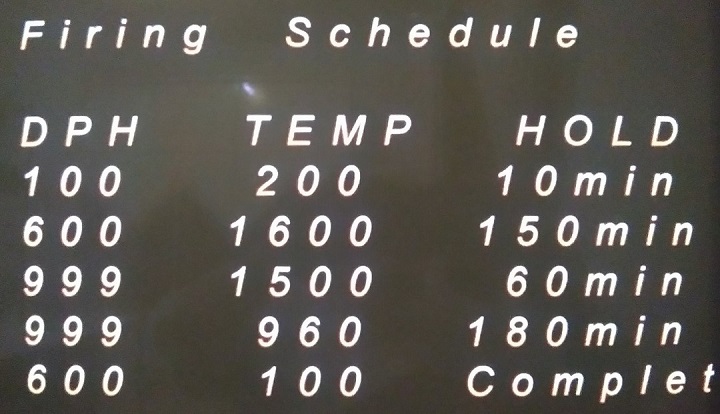 Firing Schedule
DPH TEMP HOLD
100 200 10min
600 1600 150min
999 1500 60min
999 960 180min
600 100 Complet